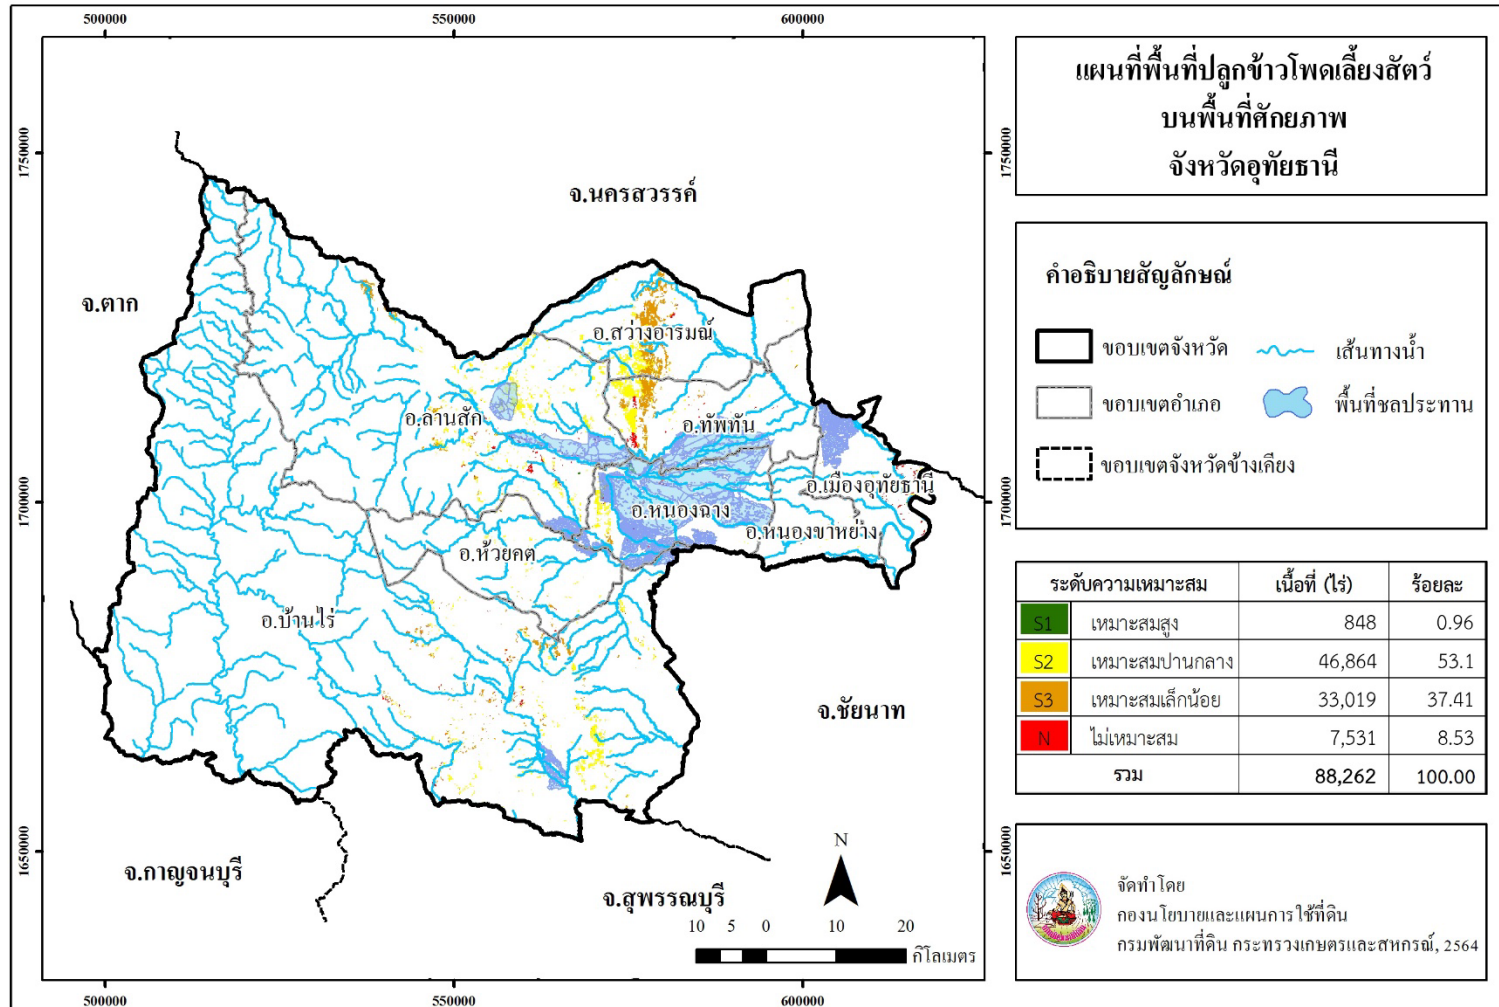 500000 550000 600000
1750000 1750000
1700000 1700000
1650000 1650000
จ.นครสวรรค์
จ.ตาก
อ.สว่างอารมณ์
อ.ลานสัก
อ.ทัพทัน
อ.เมืองอุทัยธานี
อ.หนองฉาง
อ.หนองขาหย่าง
อ.ห้วยคต
อ.บ้านไร่
จ.ชัยนาท
จ.กาญจนบุรี
จ.สุพรรณบุรี
N
10 5 0 10 20
กิโลเมตร
500000 550000 600000
แผนที่พื้นที่ปลูกข้าวโพดเลี้ยงสัตว์
บนพื้นที่ศักยภาพ
จังหวัดอุทัยธานี
คำอธิบายสัญลักษณ์
ขอบเขตจังหวัด เส้นทางน้ำ
ขอบเขตอำเภอ พื้นที่ชลประทาน
ขอบเขตจังหวัดข้างเคียง
ระดับความเหมาะสม เนื้อที่ (ไร่) ร้อยละ
S1 เหมาะสมสูง 848 0.96
S2 เหมาะสมปานกลาง 46,864 53.1
S3 เหมาะสมเล็กน้อย 33,019 37.41
N ไม่เหมาะสม 7,531 8.53
รวม 88,262 100.00
จัดทำโดย
กองนโยบายและแผนการใช้ที่ดิน
กรมพัฒนาที่ดิน กระทรวงเกษตรและสหกรณ์, 2564